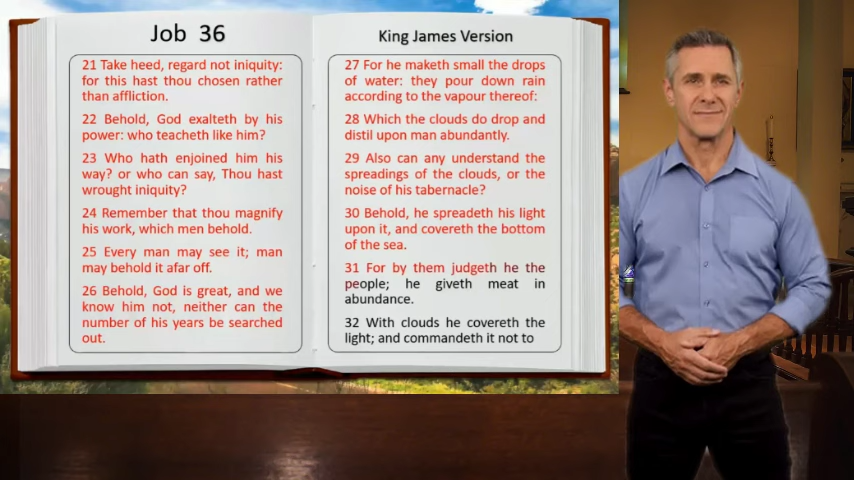 Job 36
21 Take heed, regard not iniquity:
for this hast thou chosen rather
than affliction.
22 Behold, God exalteth by his
power: who teacheth like him?
23 Who hath enjoined him his
way? or who can say, Thou hast
wrought iniquity?
24 Remember that thou magnify
his work, which men behold.
25 Every man may see it; man
may behold it afar off.
26 Behold, God is great, and we
know him not, neither can the
number of his years be searched
out.
King James Version
27 For he maketh small the drops
of water: they pour down rain
according to the vapour thereof:
28 Which the clouds do drop and
distil upon man abundantly.
29 Also can any understand the
spreadings of the clouds, or the
noise of his tabernacle?
30 Behold, he spreadeth his light
upon it, and covereth the bottom
of the sea.
31 For by them judgeth he the
people; he giveth meat in
abundance.
32 With clouds he covereth the
light; and commandeth it not to